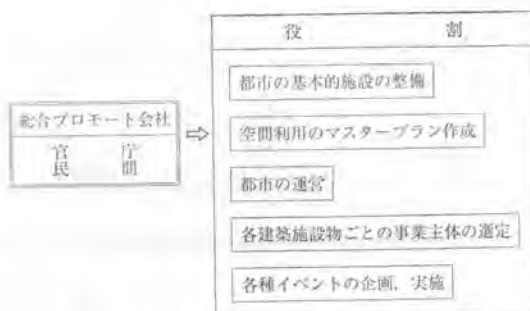 総合プロモート会社
官 庁
民 間
⇨
役 割
都市の基本的施設の整備
空間利用のマスタープラン作成
都市の運営
各建築施設物ごとの事業主体の選定
各種イベントの企画,実施